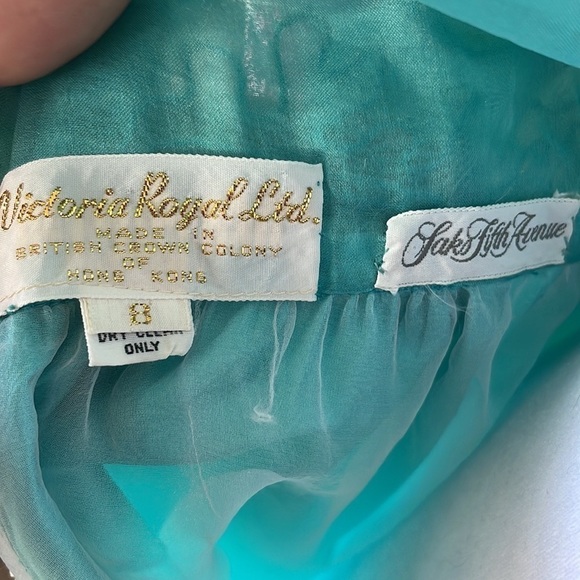 Victoria Royal Ltd.
MADE IN
BRITISH CROWN COLONY
OF
HONG KONG
8
DRY CLEAN
ONLY
Saks Fifth Avenue